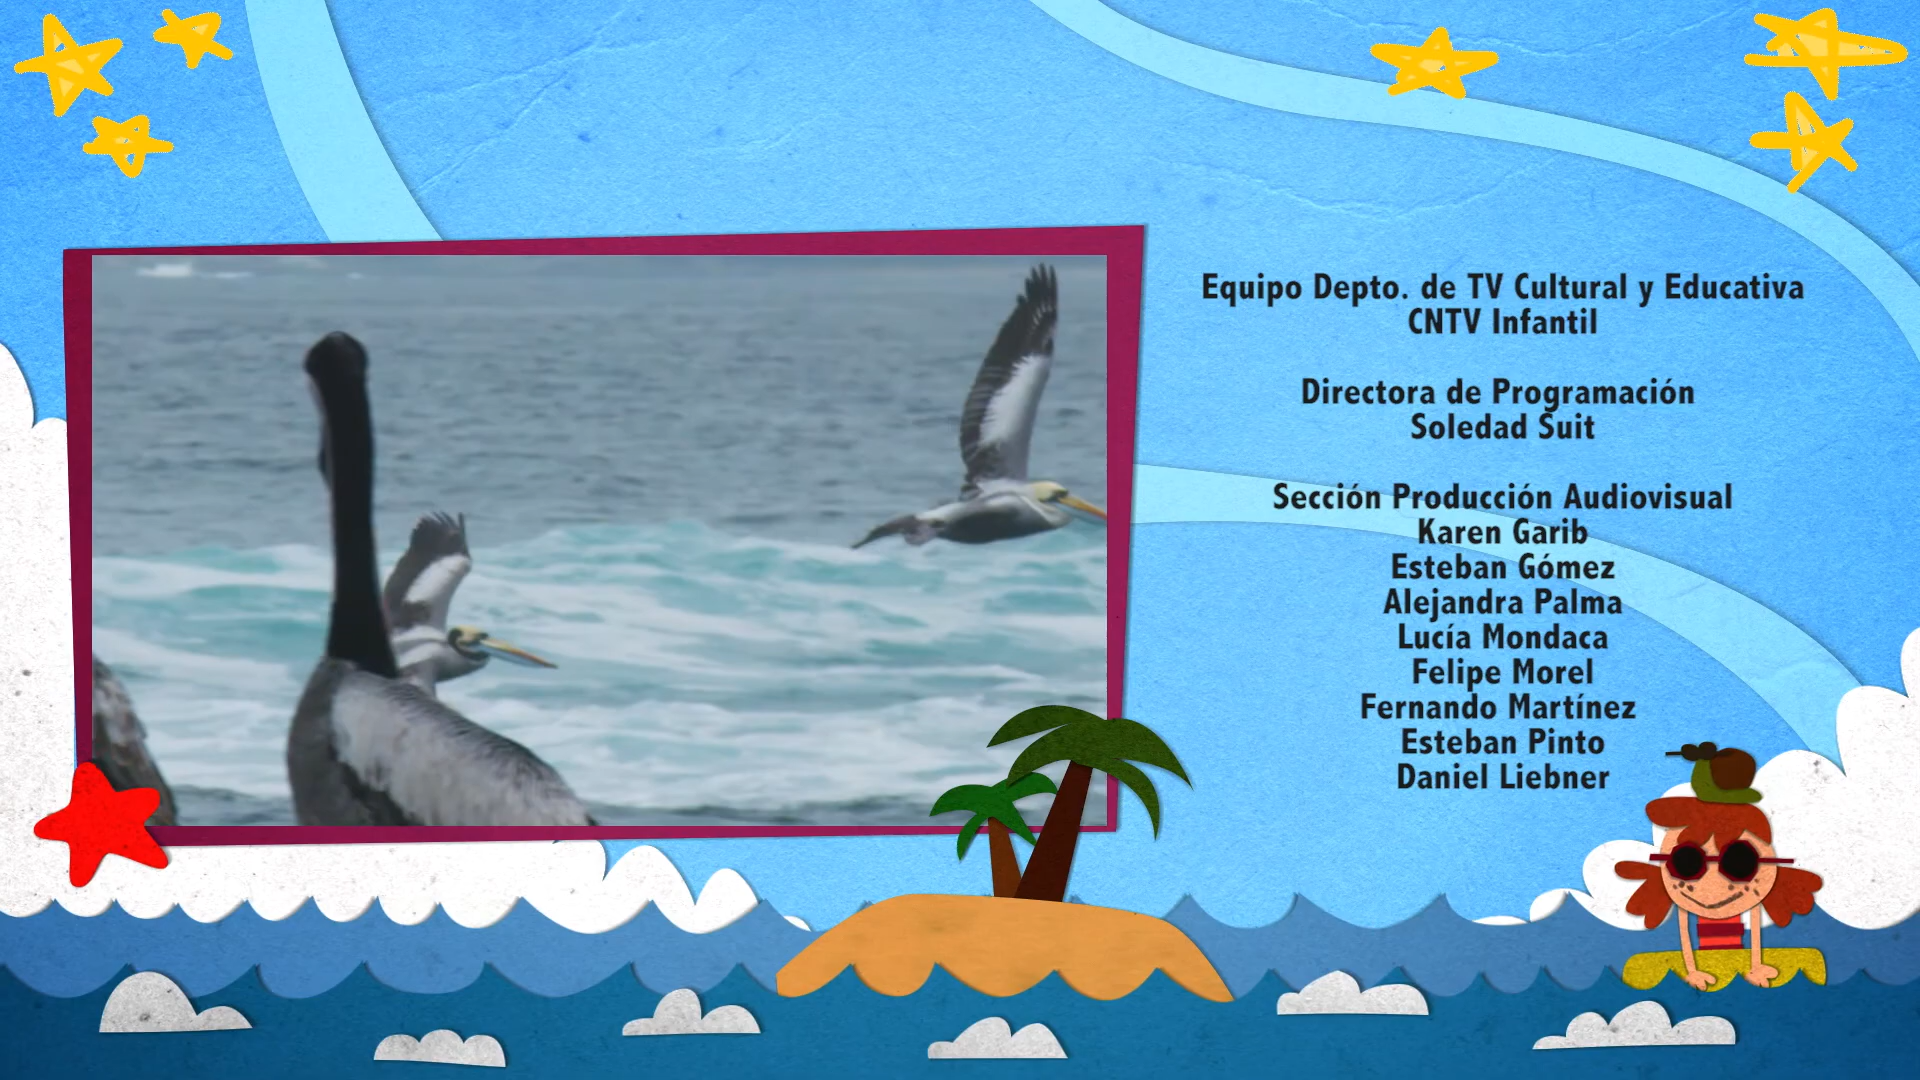 Equipo Depto. de TV Cultural y Educativa
CNTV Infantil
Directora de Programación
Soledad Suit
Sección Producción Audiovisual
Karen Garib
Esteban Gómez
Alejandra Palma
Lucía Mondaca
Felipe Morel
Fernando Martínez
Esteban Pinto
Daniel Liebner